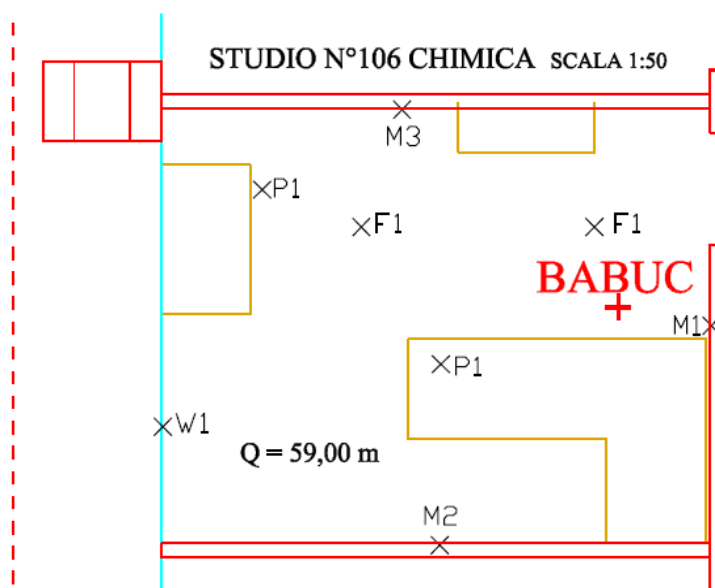 STUDIO N°106 CHIMICA SCALA 1:50
M3
P1
F1 F1
BABUC
M1
P1
W1
Q = 59,00 m
M2